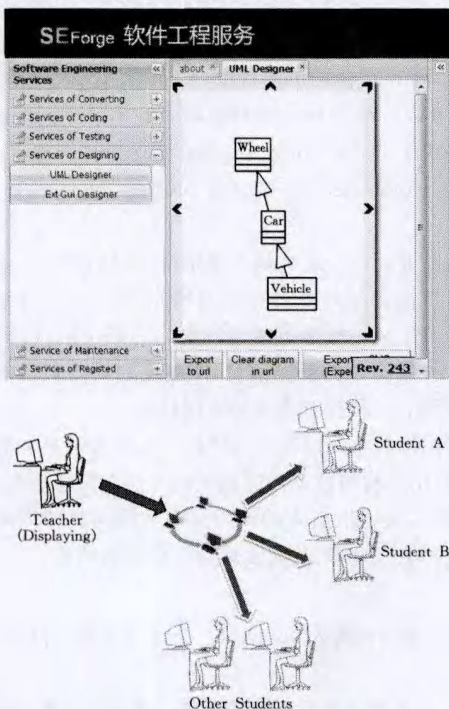 SEForge 软件工程服务
Software Engineering Services
Services of Converting
Services of Coding
Services of Testing
Services of Designing
UML Designer
Ext Gui Designer
Service of Maintenance
Services of Registed
about UML Designer
Wheel
Car
Vehicle
Export to url
Clear diagram in url
Export
(Expe
Rev. 243
Student A
Teacher
(Displaying)
Student B
Other Students